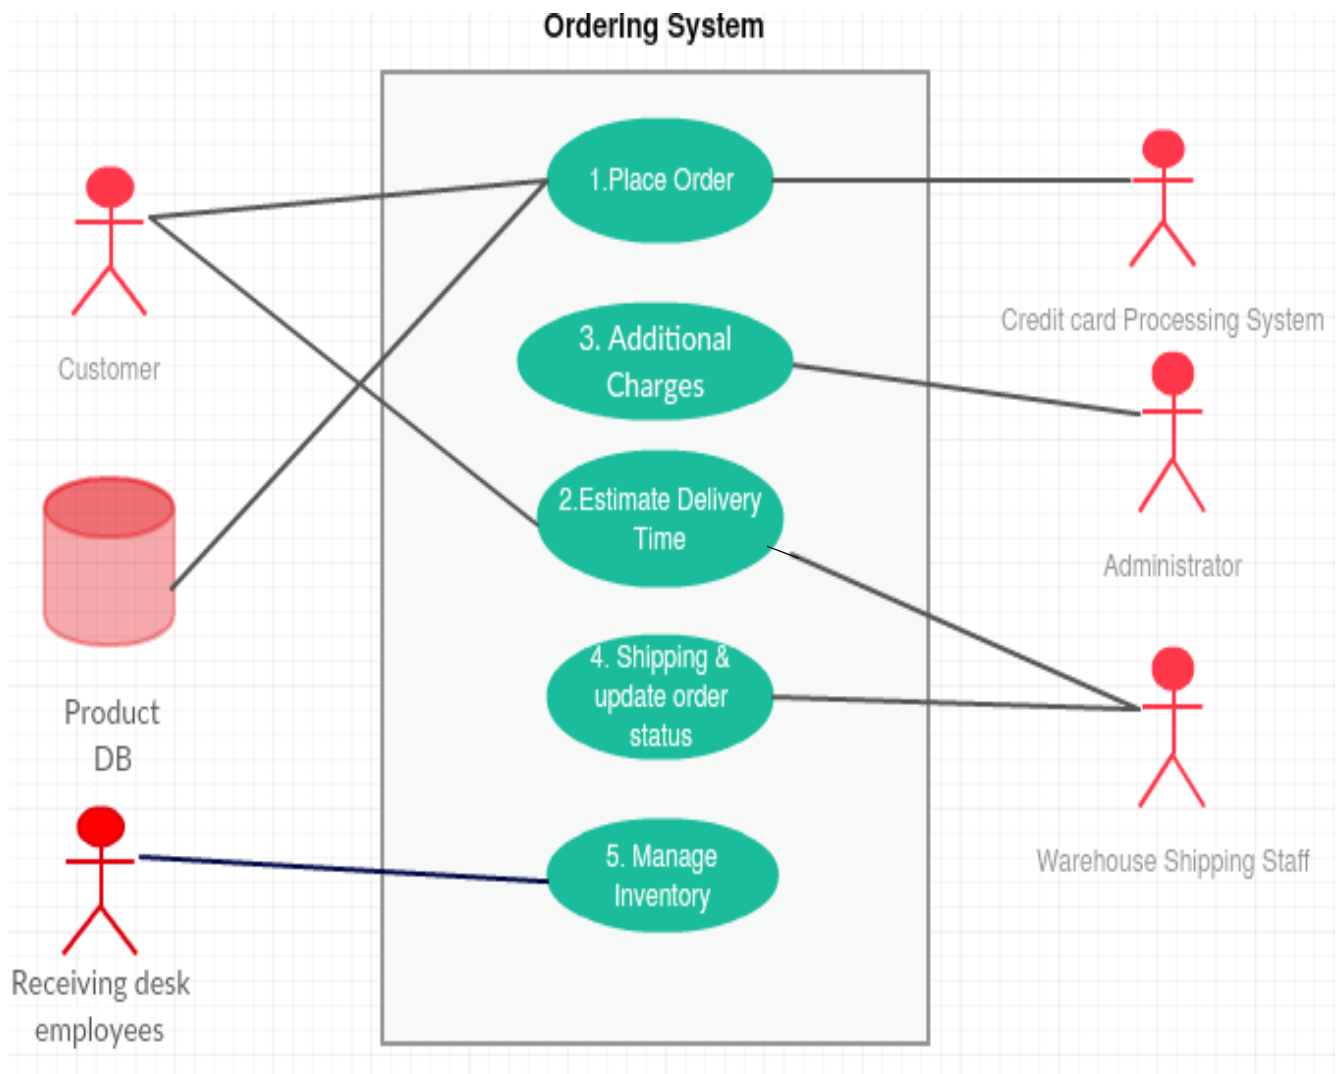 Ordering System
1.Place Order
Customer
Credit card Processing System
3. Additional
Charges
2.Estimate Delivery
Time
Administrator
Product
DB
4. Shipping &
update order
status
5. Manage
Inventory
Warehouse Shipping Staff
Receiving desk
employees